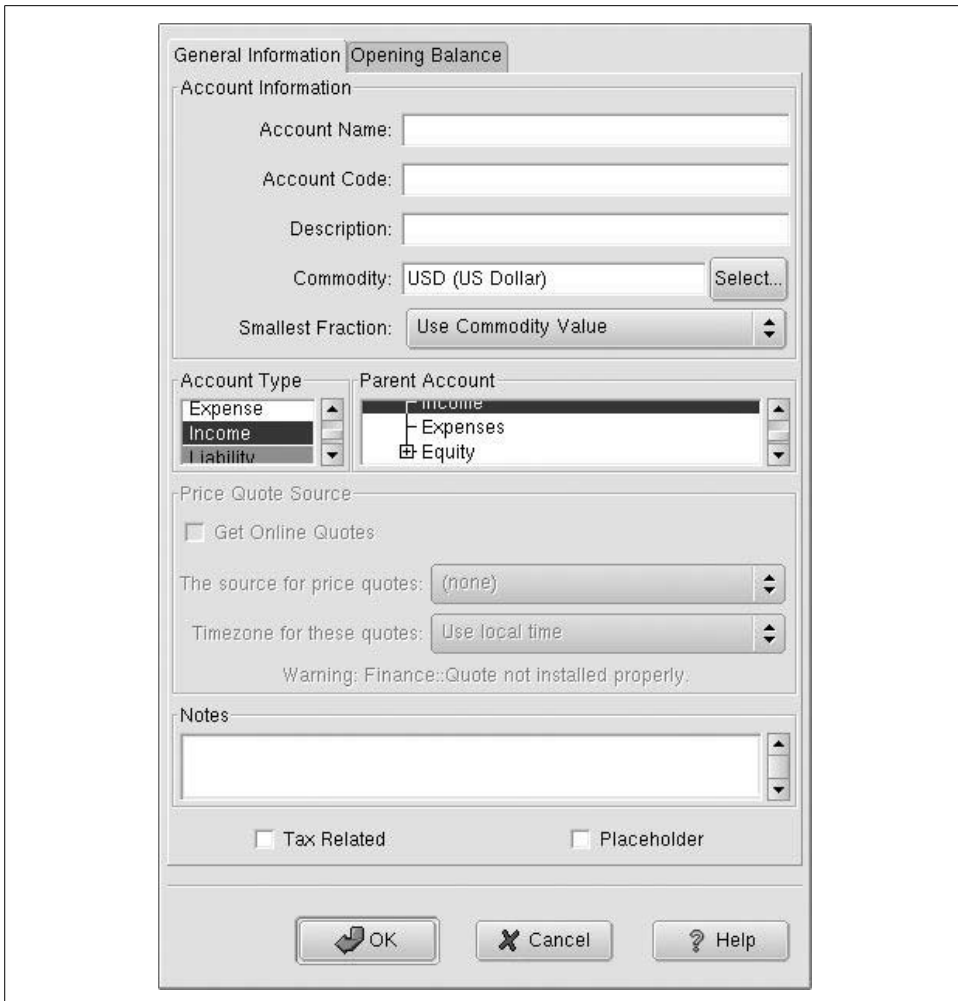 General Information Opening Balance
Account Information
Account Name:
Account Code:
Description:
Commodity: USD (US Dollar) Select...
Smallest Fraction: Use Commodity Value
Account Type Parent Account
Expense
Income
Liability
Income
Expenses
Equity
Price Quote Source
Get Online Quotes
The source for price quotes: (none)
Timezone for these quotes: Use local time
Warning: Finance::Quote not installed properly.
Notes
Tax Related Placeholder
OK Cancel Help